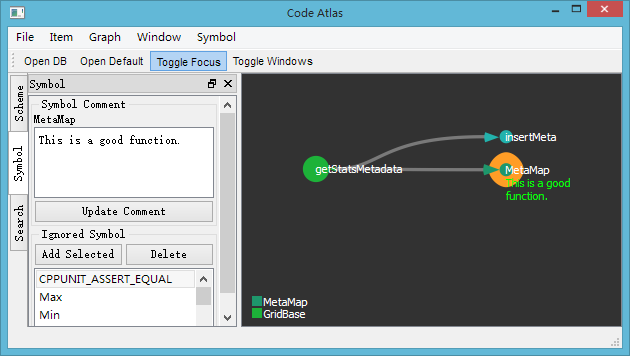 Code Atlas
File Item Graph Window Symbol
Open DB Open Default Toggle Focus Toggle Windows
Scheme
Symbol
Search
Symbol
Symbol Comment
MetaMap
This is a good function.
Update Comment
Ignored Symbol
Add Selected Delete
CPPUNIT_ASSERT_EQUAL
Max
Min
insertMeta
getStatsMetadata
MetaMap
This is a good
function.
MetaMap
GridBase